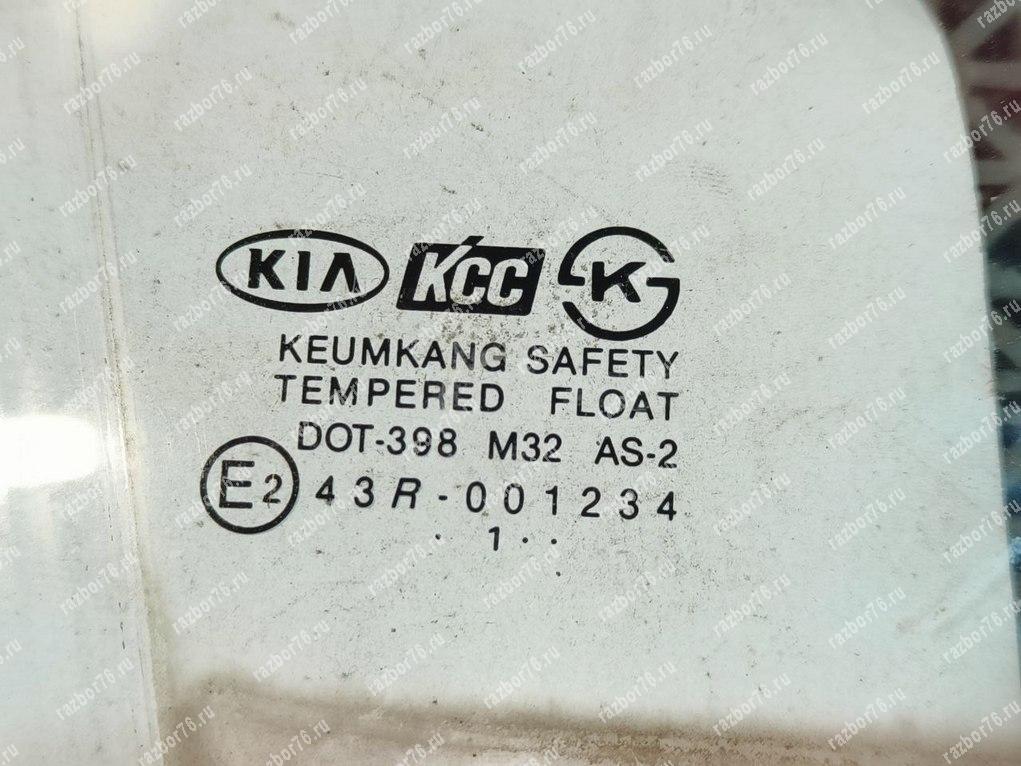 KIA KCC K
KEUMKANG SAFETY
TEMPERED FLOAT
DOT-398 M32 AS-2
E2 43R-001234
. 1 . .
razbor76.ru